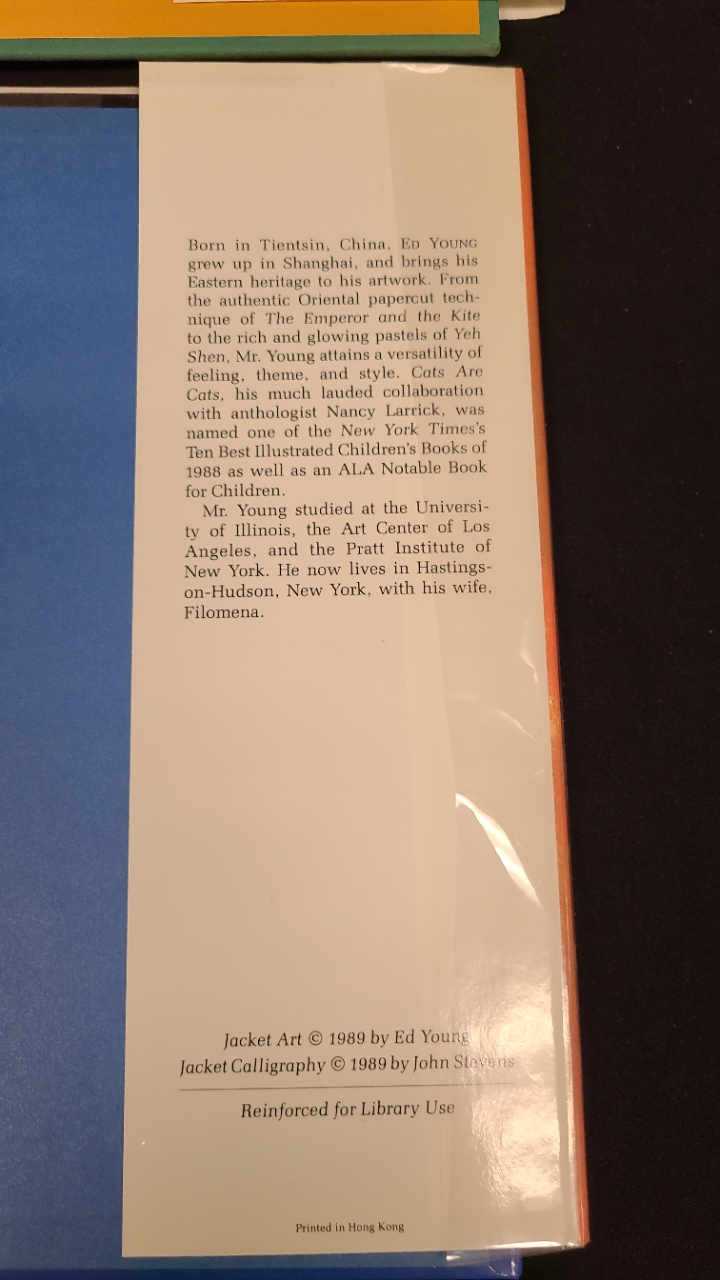 Born in Tientsin, China, ED YOUNG
grew up in Shanghai, and brings his
Eastern heritage to his artwork. From
the authentic Oriental papercut tech-
nique of The Emperor and the Kite
to the rich and glowing pastels of Yeh
Shen, Mr. Young attains a versatility of
feeling, theme, and style. Cats Are
Cats, his much lauded collaboration
with anthologist Nancy Larrick, was
named one of the New York Times's
Ten Best Illustrated Children's Books of
1988 as well as an ALA Notable Book
for Children.
Mr. Young studied at the Universi-
ty of Illinois, the Art Center of Los
Angeles, and the Pratt Institute of
New York. He now lives in Hastings-
on-Hudson, New York, with his wife,
Filomena.
Jacket Art © 1989 by Ed Young
Jacket Calligraphy © 1989 by John Stevens
Reinforced for Library Use
Printed in Hong Kong